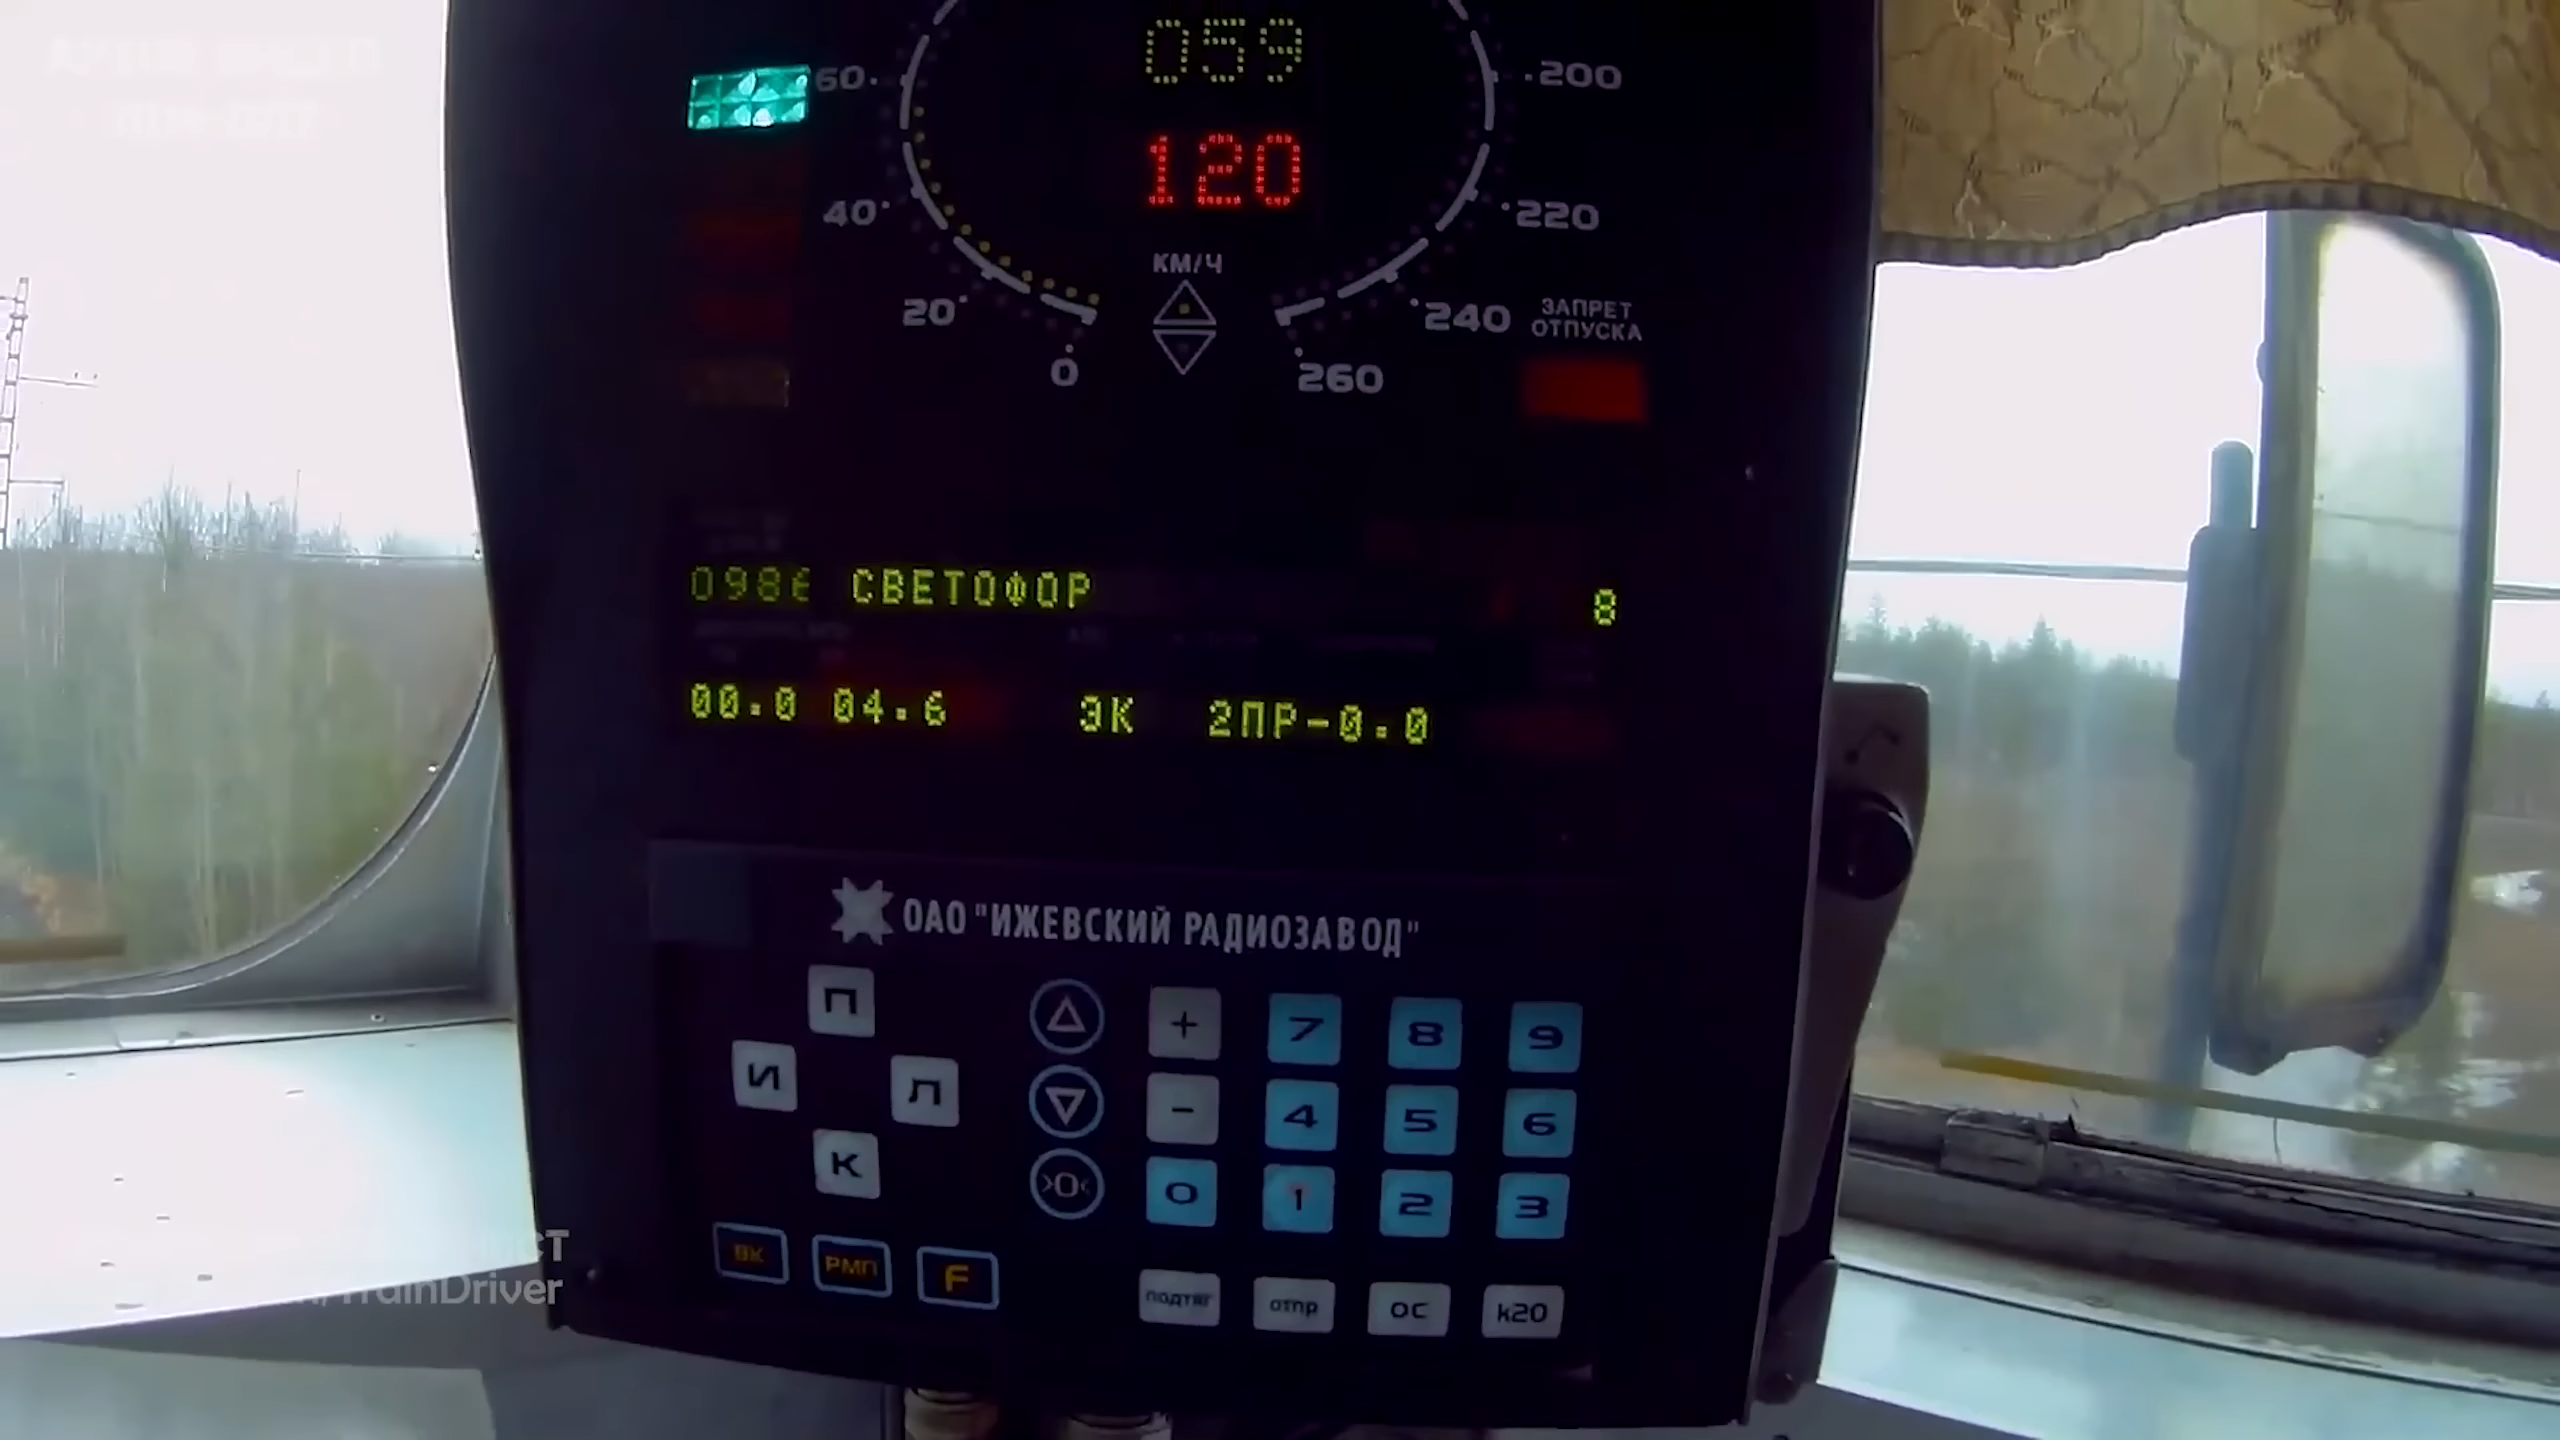 059
60
200
120
40
220
КМ/Ч
20
240
ЗАПРЕТ
ОТПУСКА
0
260
СВЕТОФОР
8
00.0 04.6 ЭК 2ПР-0.0
ОАО "ИЖЕВСКИЙ РАДИОЗАВОД"
П
+ 7 8 9
И Л
- 4 5 6
К
>0< 0 1 2 3
ВК РМП F
подтяг отпр ОС К20
TrainDriver